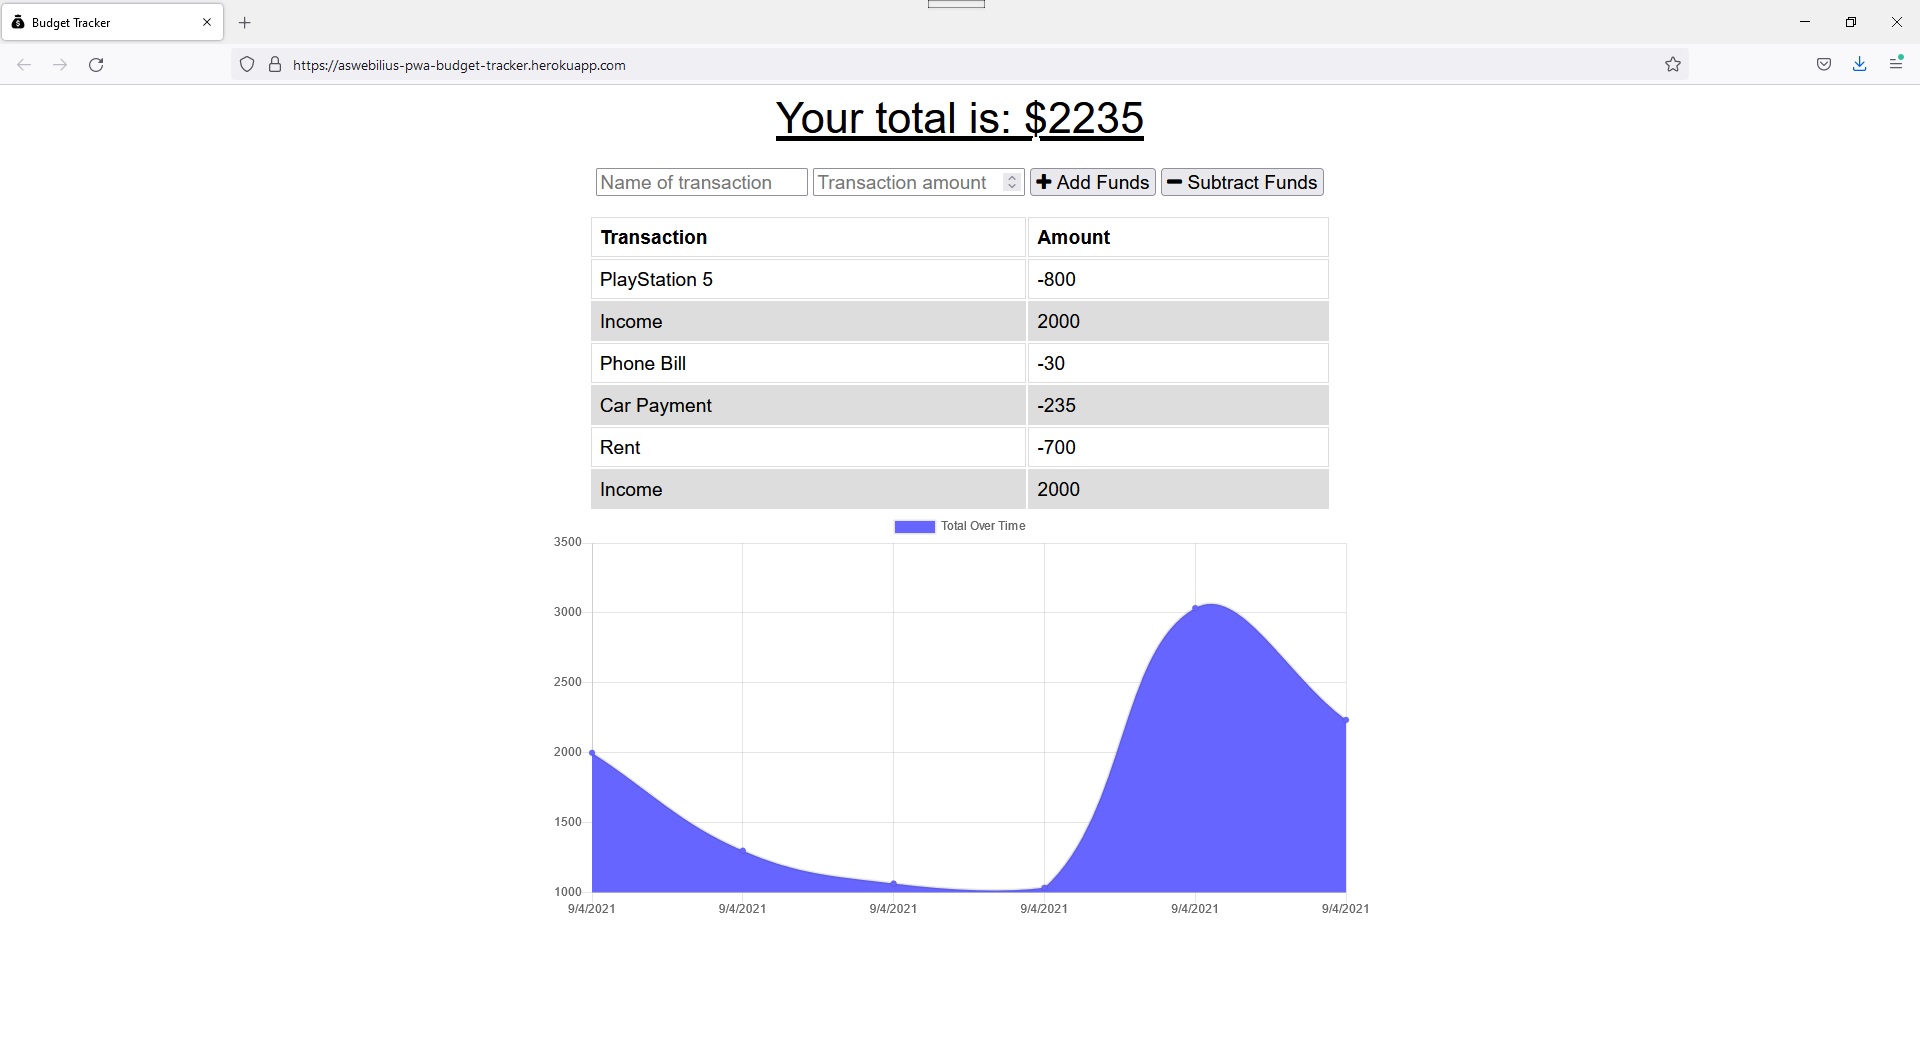 Budget Tracker
https://aswebilius-pwa-budget-tracker.herokuapp.com
Your total is: $2235
Name of transaction Transaction amount Add Funds Subtract Funds
Transaction Amount
PlayStation 5 -800
Income 2000
Phone Bill -30
Car Payment -235
Rent -700
Income 2000
Total Over Time
3500
3000
2500
2000
1500
1000
9/4/2021 9/4/2021 9/4/2021 9/4/2021 9/4/2021 9/4/2021